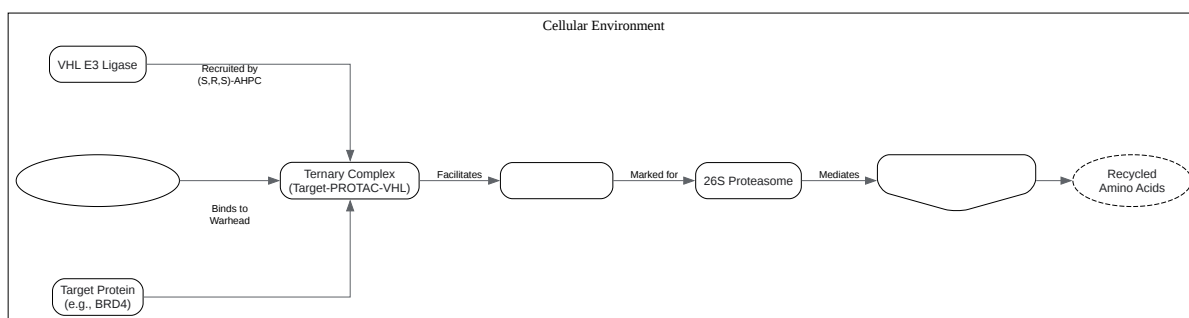 Cellular Environment
VHL E3 Ligase
Recruited by
(S,R,S)-AHPC
Ternary Complex
(Target-PROTAC-VHL)
Facilitates
Marked for
26S Proteasome
Mediates
Recycled
Amino Acids
Binds to
Warhead
Target Protein
(e.g., BRD4)